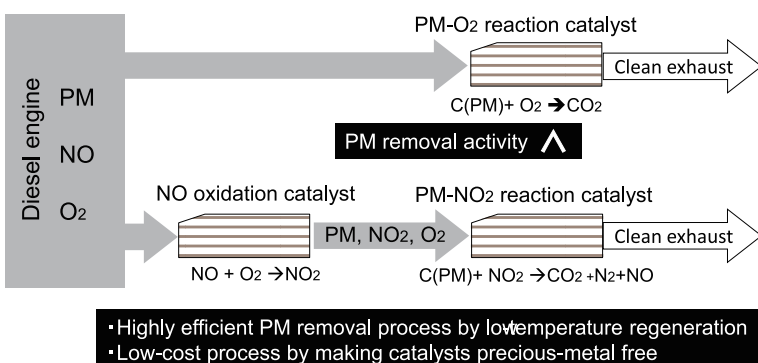 Diesel engine
PM
NO
O₂
PM-O₂ reaction catalyst
Clean exhaust
C(PM)+ O₂ ➔CO₂
PM removal activity ∧
NO oxidation catalyst
NO + O₂ →NO₂
PM, NO₂, O₂
PM-NO₂ reaction catalyst
Clean exhaust
C(PM)+ NO₂ →CO₂ +N₂+NO
・Highly efficient PM removal process by low-temperature regeneration
・Low-cost process by making catalysts precious-metal free